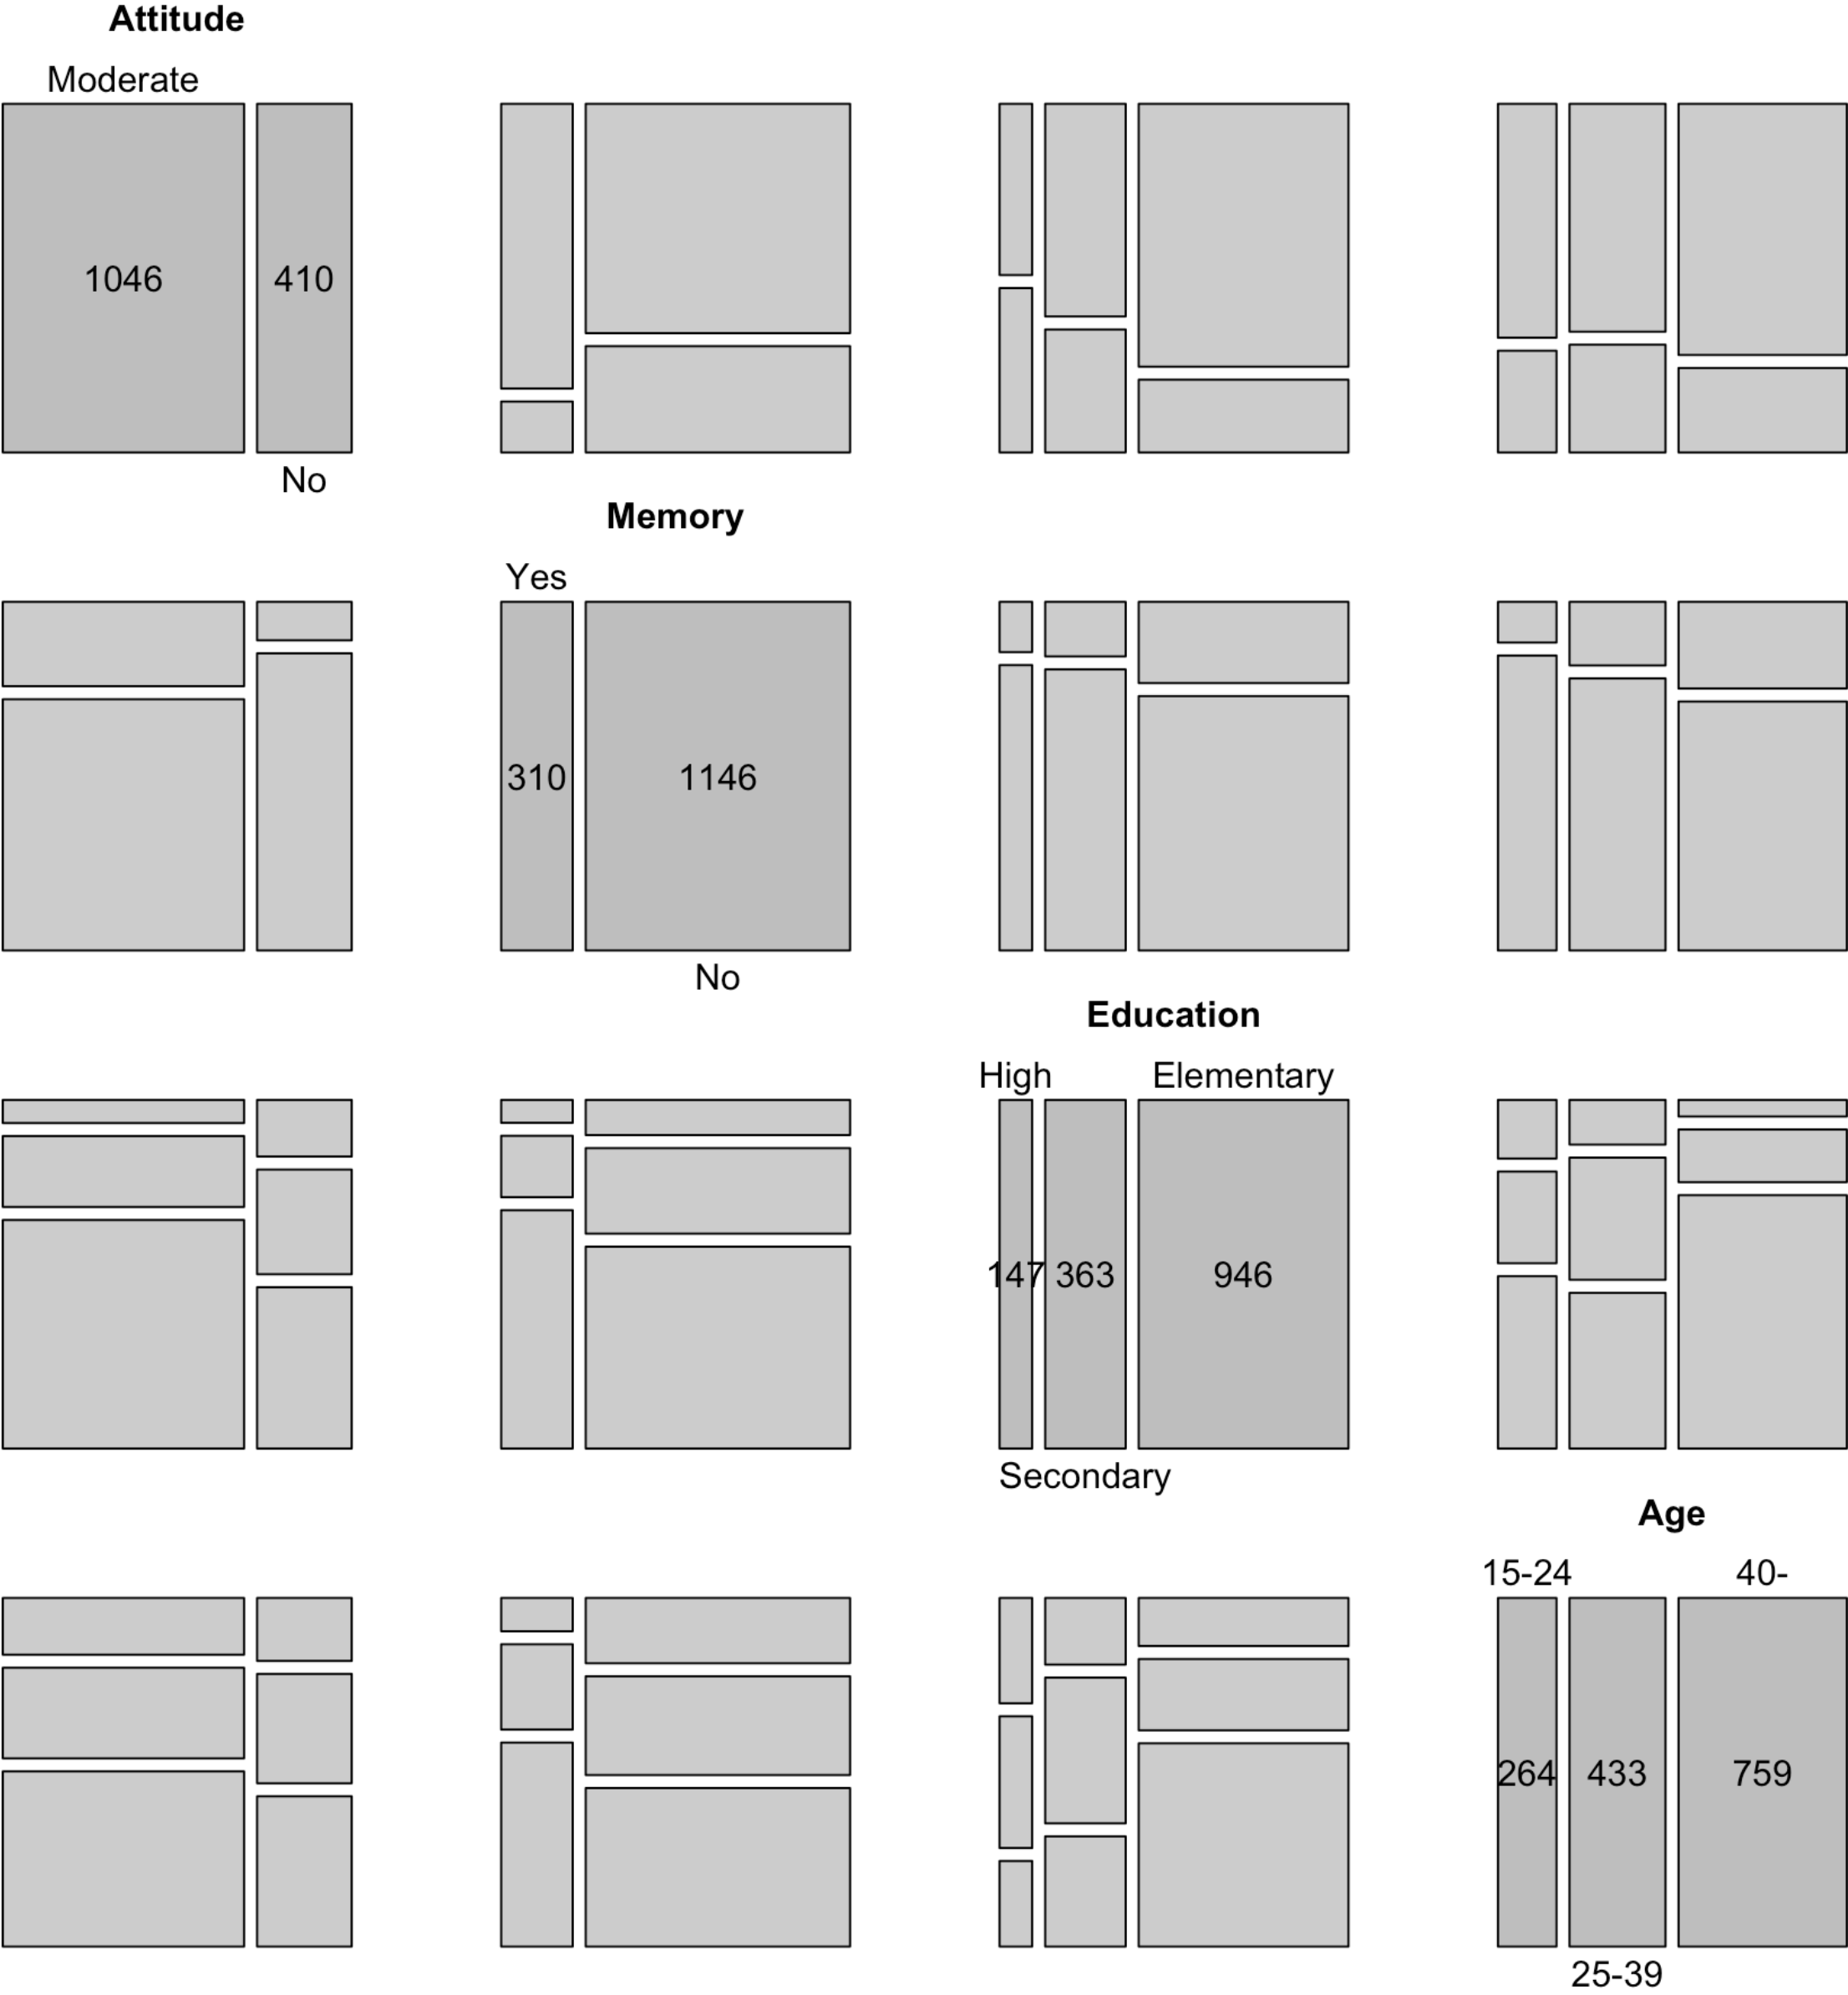 Attitude
Moderate
1046 410
No
Memory
Yes
310 1146
No
Education
High Elementary
147 363 946
Secondary
Age
15-24 40-
264 433 759
25-39